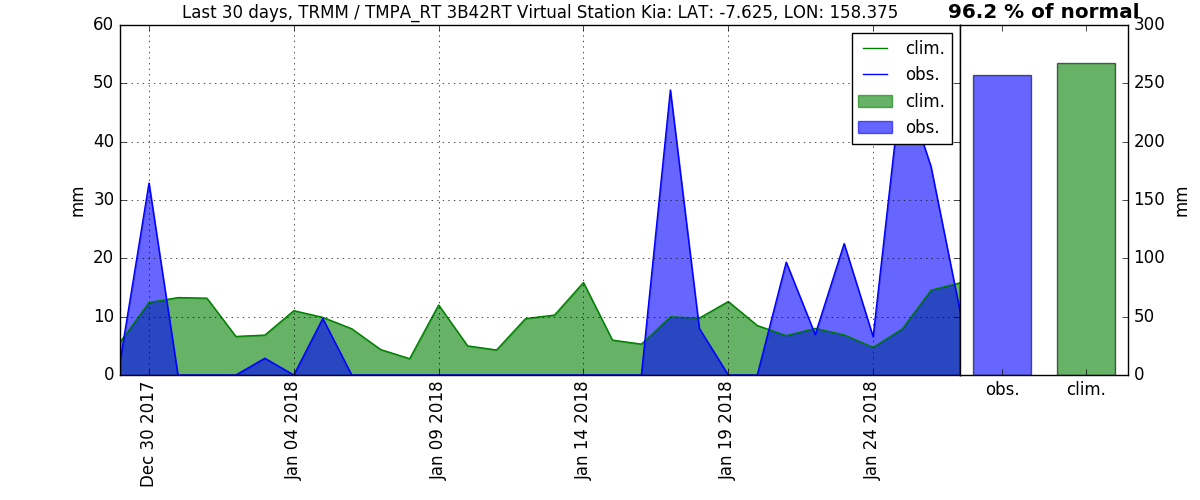 Last 30 days, TRMM / TMPA_RT 3B42RT Virtual Station Kia: LAT: -7.625, LON: 158.375
96.2 % of normal
60
50
40
30
20
10
0
mm
clim.
obs.
clim.
obs.
Dec 30 2017
Jan 04 2018
Jan 09 2018
Jan 14 2018
Jan 19 2018
Jan 24 2018
300
250
200
150
100
50
0
mm
obs.
clim.